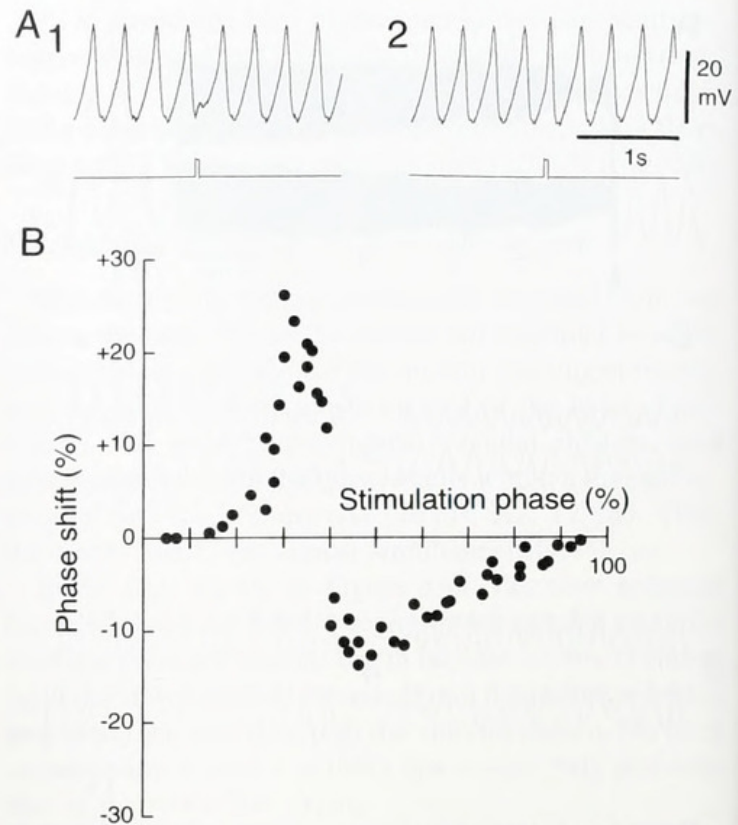 A 1
2
20
mV
1s
B
+30
+20
+10
0
-10
-20
-30
Phase shift (%)
Stimulation phase (%)
100